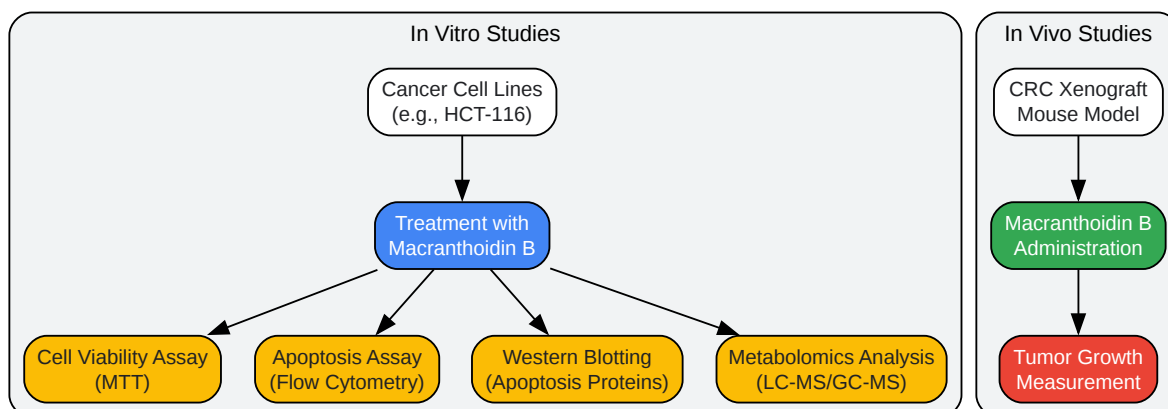 In Vitro Studies
Cancer Cell Lines
(e.g., HCT-116)
Treatment with
Macranthoidin B
Cell Viability Assay
(MTT)
Apoptosis Assay
(Flow Cytometry)
Western Blotting
(Apoptosis Proteins)
Metabolomics Analysis
(LC-MS/GC-MS)
In Vivo Studies
CRC Xenograft
Mouse Model
Macranthoidin B
Administration
Tumor Growth
Measurement